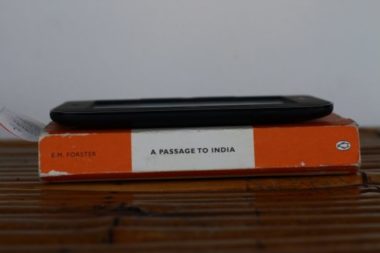 E.M. FORSTER
A PASSAGE TO INDIA